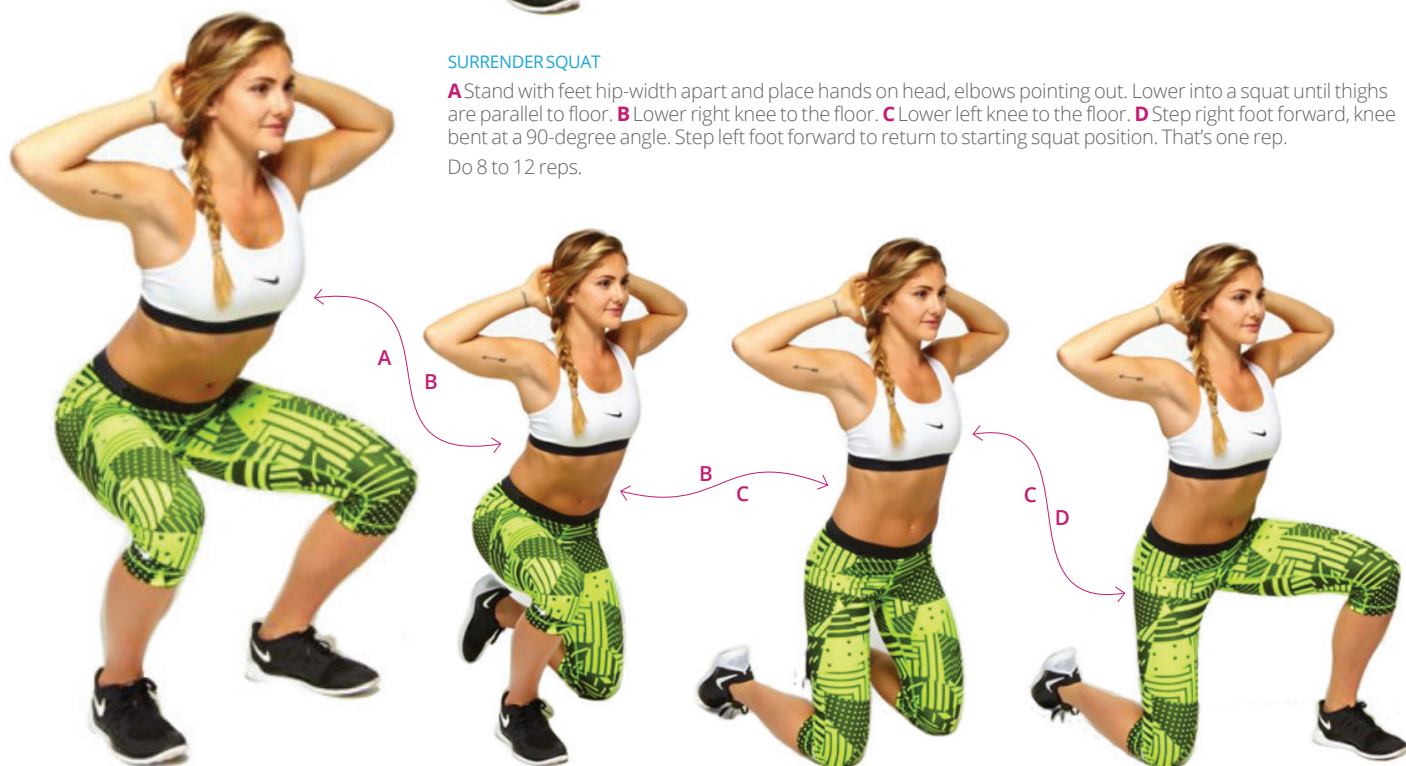 SURRENDER SQUAT
A Stand with feet hip-width apart and place hands on head, elbows pointing out. Lower into a squat until thighs
are parallel to floor. B Lower right knee to the floor. C Lower left knee to the floor. D Step right foot forward, knee
bent at a 90-degree angle. Step left foot forward to return to starting squat position. That’s one rep.
Do 8 to 12 reps.
A
B
B
C
C
D